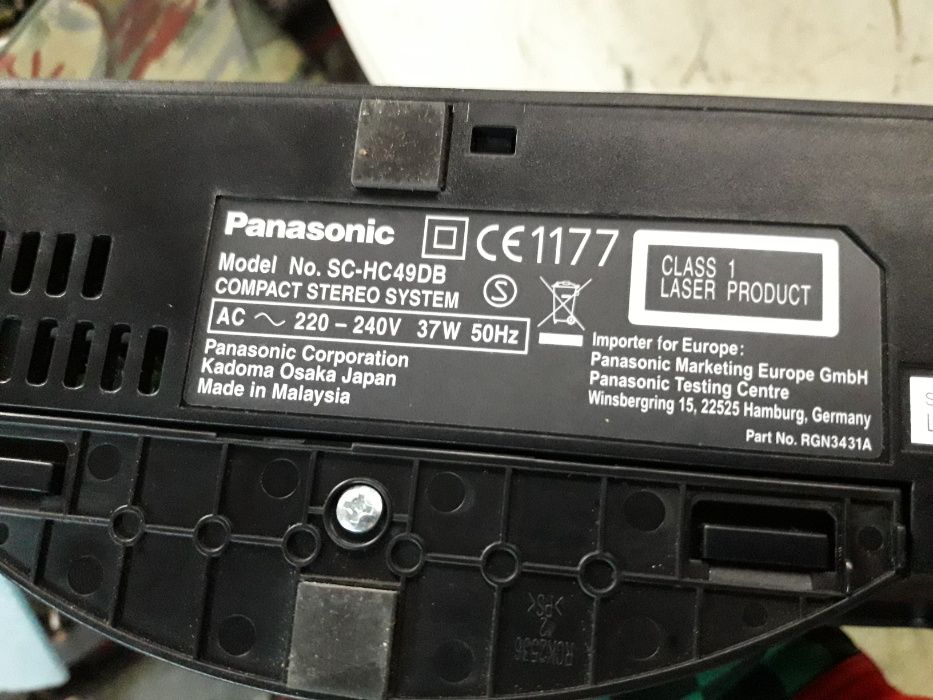 Panasonic
CE1177
Model No. SC-HC49DB
COMPACT STEREO SYSTEM
S
AC ～ 220 – 240V 37W 50Hz
Panasonic Corporation
Kadoma Osaka Japan
Made in Malaysia
CLASS 1
LASER PRODUCT
Importer for Europe:
Panasonic Marketing Europe GmbH
Panasonic Testing Centre
Winsbergring 15, 22525 Hamburg, Germany
Part No. RGN3431A
>PS<